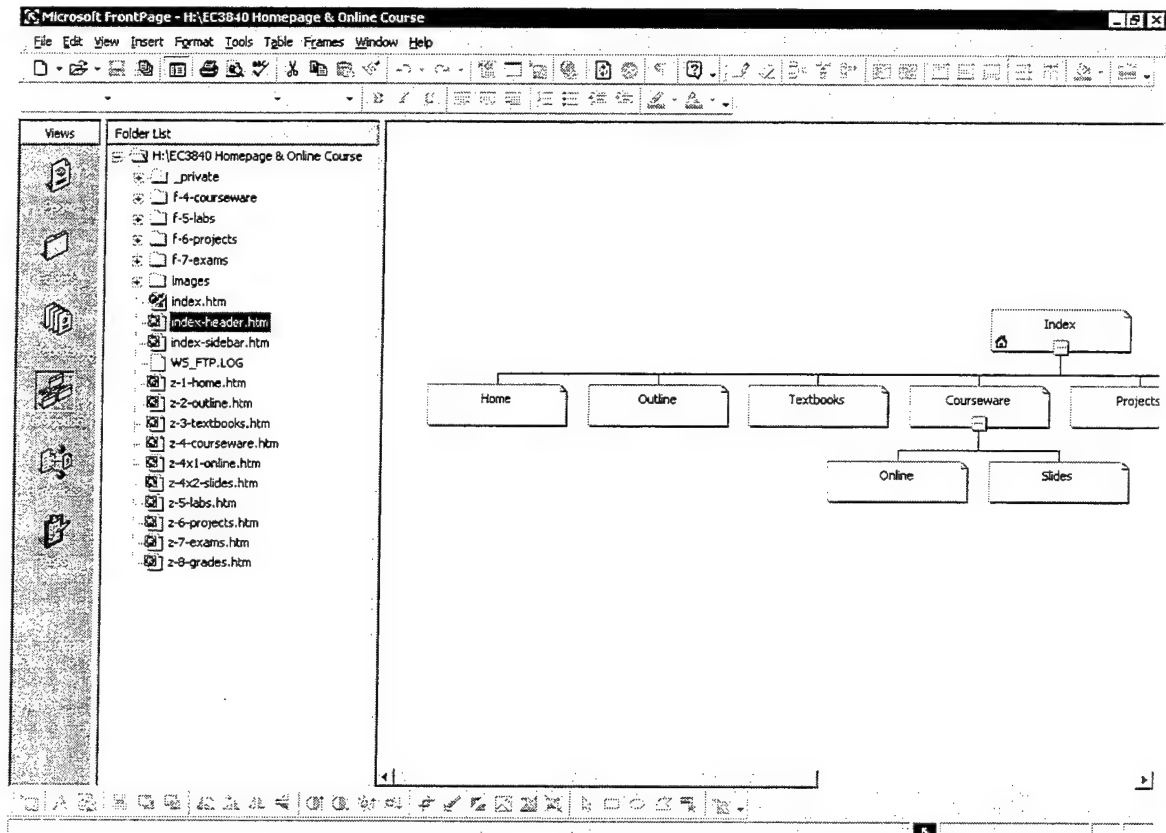 Microsoft FrontPage - H:\EC3840 Homepage & Online Course
File Edit View Insert Format Tools Table Frames Window Help
Views
Folder List
H:\EC3840 Homepage & Online Course
_private
f-4-courseware
f-5-labs
f-6-projects
f-7-exams
images
index.htm
index-header.htm
index-sidebar.htm
WS_FTP.LOG
z-1-home.htm
z-2-outline.htm
z-3-textbooks.htm
z-4-courseware.htm
z-4x1-online.htm
z-4x2-slides.htm
z-5-labs.htm
z-6-projects.htm
z-7-exams.htm
z-8-grades.htm
Index
Home Outline Textbooks Courseware Projects
Online Slides